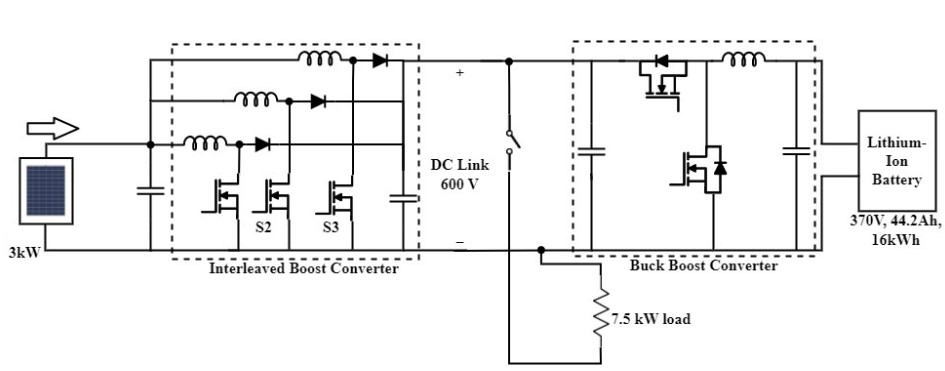 +
DC Link
600 V
Lithium-
Ion
Battery
370V, 44.2Ah,
16kWh
S2
S3
3kW
–
Interleaved Boost Converter
Buck Boost Converter
7.5 kW load